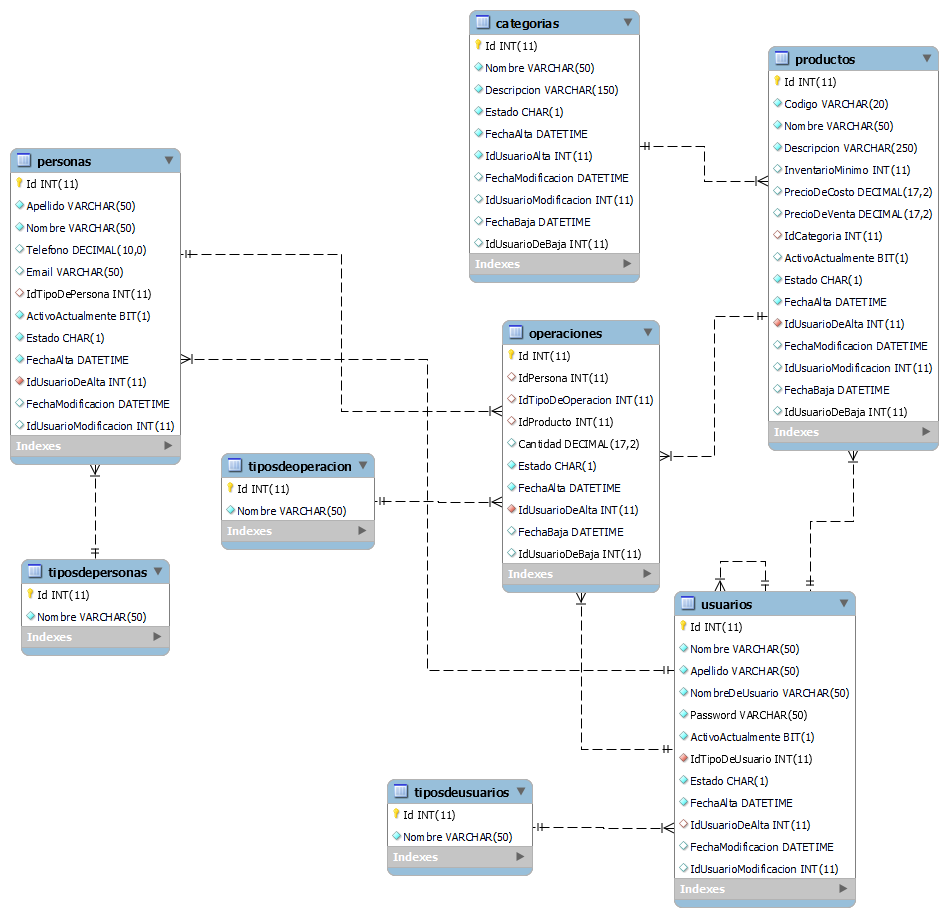 categorias
Id INT(11)
Nombre VARCHAR(50)
Descripcion VARCHAR(150)
Estado CHAR(1)
FechaAlta DATETIME
IdUsuarioAlta INT(11)
FechaModificacion DATETIME
IdUsuarioModificacion INT(11)
FechaBaja DATETIME
IdUsuarioDeBaja INT(11)
Indexes
productos
Id INT(11)
Codigo VARCHAR(20)
Nombre VARCHAR(50)
Descripcion VARCHAR(250)
InventarioMinimo INT(11)
PrecioDeCosto DECIMAL(17,2)
PrecioDeVenta DECIMAL(17,2)
IdCategoria INT(11)
ActivoActualmente BIT(1)
Estado CHAR(1)
FechaAlta DATETIME
IdUsuarioDeAlta INT(11)
FechaModificacion DATETIME
IdUsuarioModificacion INT(11)
FechaBaja DATETIME
IdUsuarioDeBaja INT(11)
Indexes
personas
Id INT(11)
Apellido VARCHAR(50)
Nombre VARCHAR(50)
Telefono DECIMAL(10,0)
Email VARCHAR(50)
IdTipoDePersona INT(11)
ActivoActualmente BIT(1)
Estado CHAR(1)
FechaAlta DATETIME
IdUsuarioDeAlta INT(11)
FechaModificacion DATETIME
IdUsuarioModificacion INT(11)
Indexes
operaciones
Id INT(11)
IdPersona INT(11)
IdTipoDeOperacion INT(11)
IdProducto INT(11)
Cantidad DECIMAL(17,2)
Estado CHAR(1)
FechaAlta DATETIME
IdUsuarioDeAlta INT(11)
FechaBaja DATETIME
IdUsuarioDeBaja INT(11)
Indexes
tiposdeoperacion
Id INT(11)
Nombre VARCHAR(50)
Indexes
tiposdepersonas
Id INT(11)
Nombre VARCHAR(50)
Indexes
usuarios
Id INT(11)
Nombre VARCHAR(50)
Apellido VARCHAR(50)
NombreDeUsuario VARCHAR(50)
Password VARCHAR(50)
ActivoActualmente BIT(1)
IdTipoDeUsuario INT(11)
Estado CHAR(1)
FechaAlta DATETIME
IdUsuarioDeAlta INT(11)
FechaModificacion DATETIME
IdUsuarioModificacion INT(11)
Indexes
tiposdeusuarios
Id INT(11)
Nombre VARCHAR(50)
Indexes